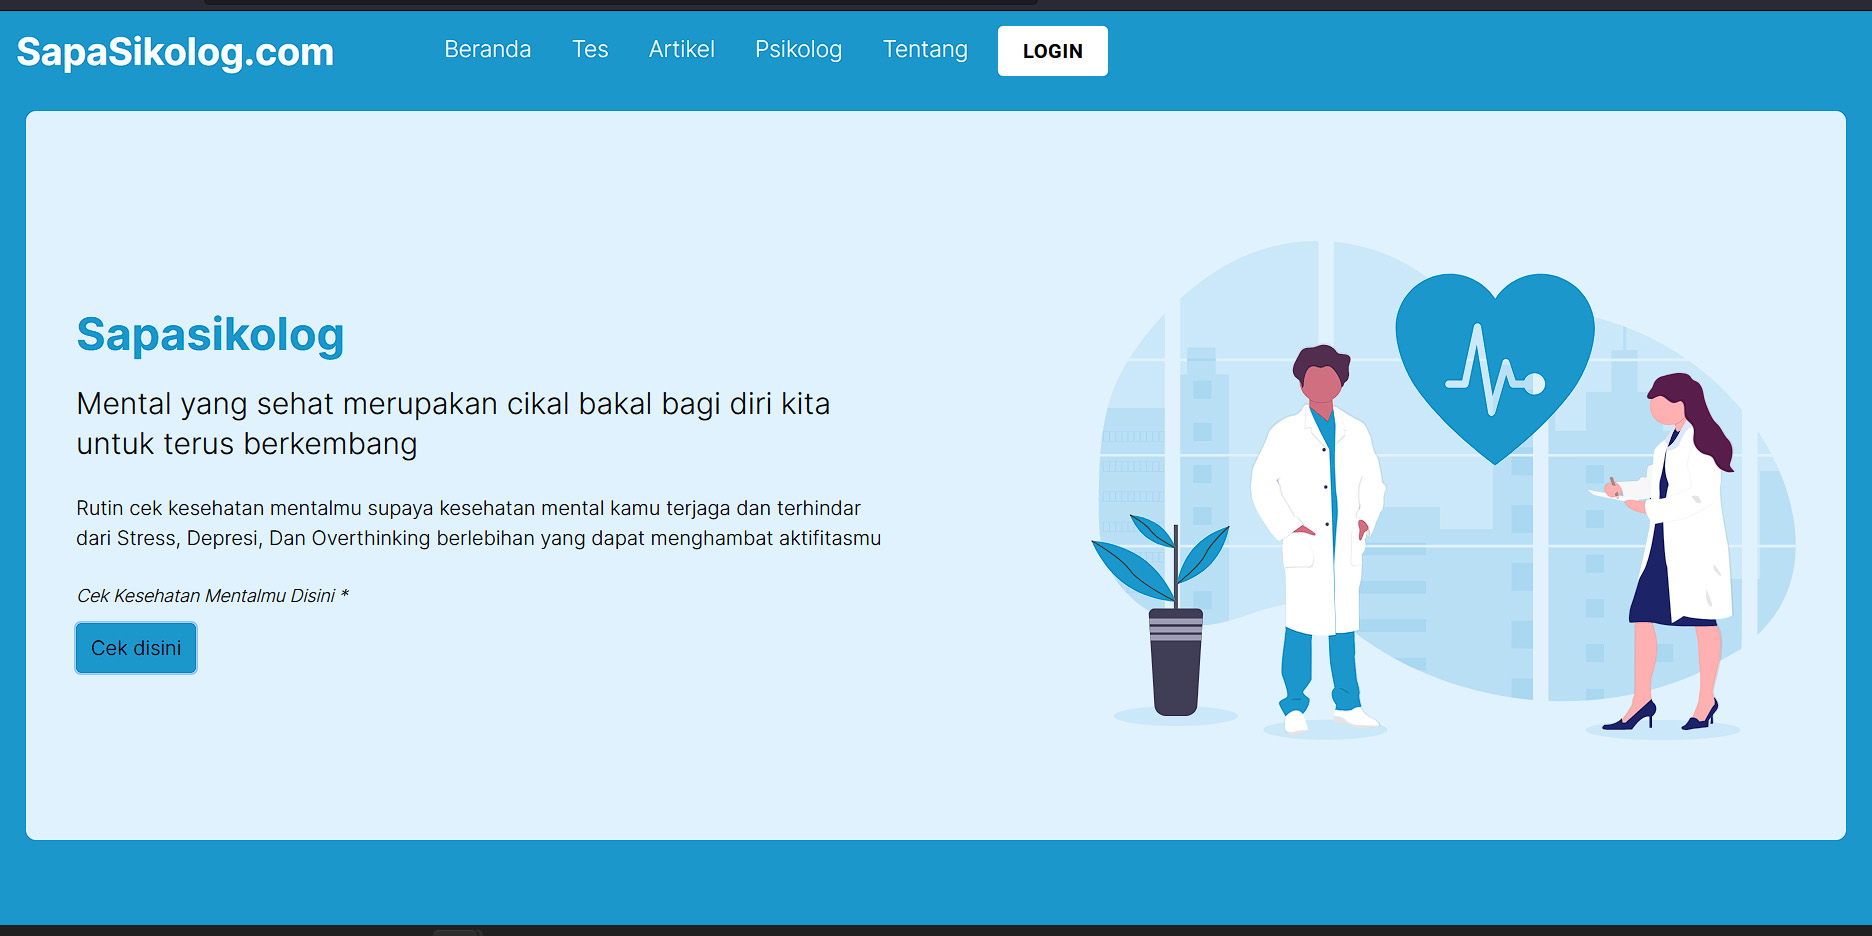 SapaSikolog.com
Beranda Tes Artikel Psikolog Tentang LOGIN
Sapasikolog
Mental yang sehat merupakan cikal bakal bagi diri kita
untuk terus berkembang
Rutin cek kesehatan mentalmu supaya kesehatan mental kamu terjaga dan terhindar
dari Stress, Depresi, Dan Overthinking berlebihan yang dapat menghambat aktifitasmu
Cek Kesehatan Mentalmu Disini *
Cek disini